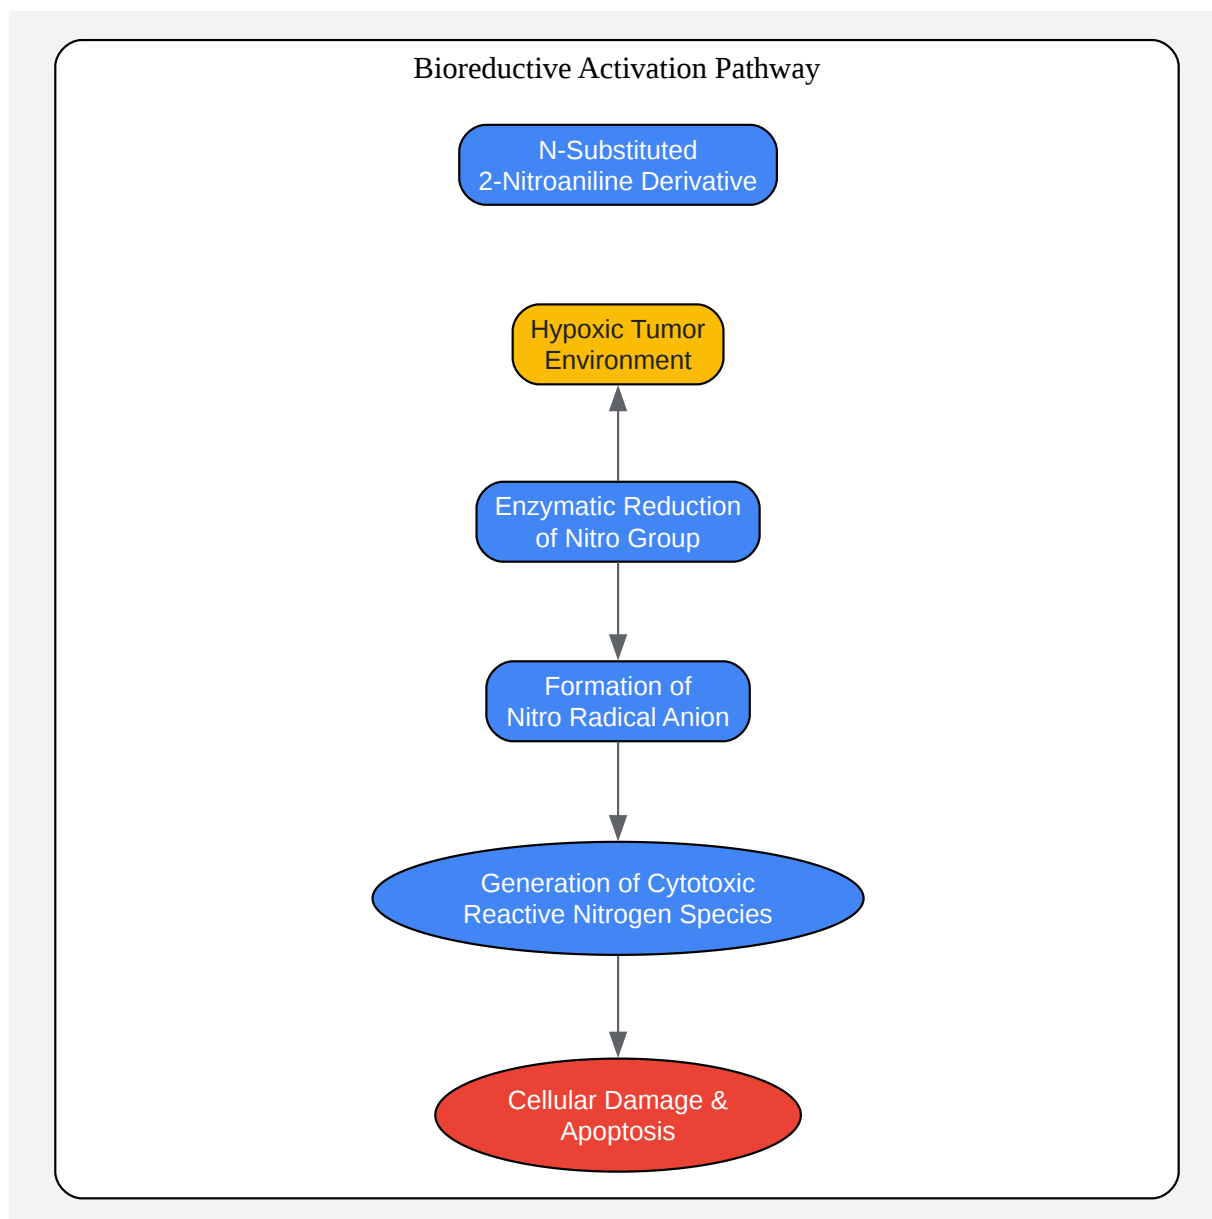 Bioreductive Activation Pathway
N-Substituted
2-Nitroaniline Derivative
Hypoxic Tumor
Environment
Enzymatic Reduction
of Nitro Group
Formation of
Nitro Radical Anion
Generation of Cytotoxic
Reactive Nitrogen Species
Cellular Damage &
Apoptosis